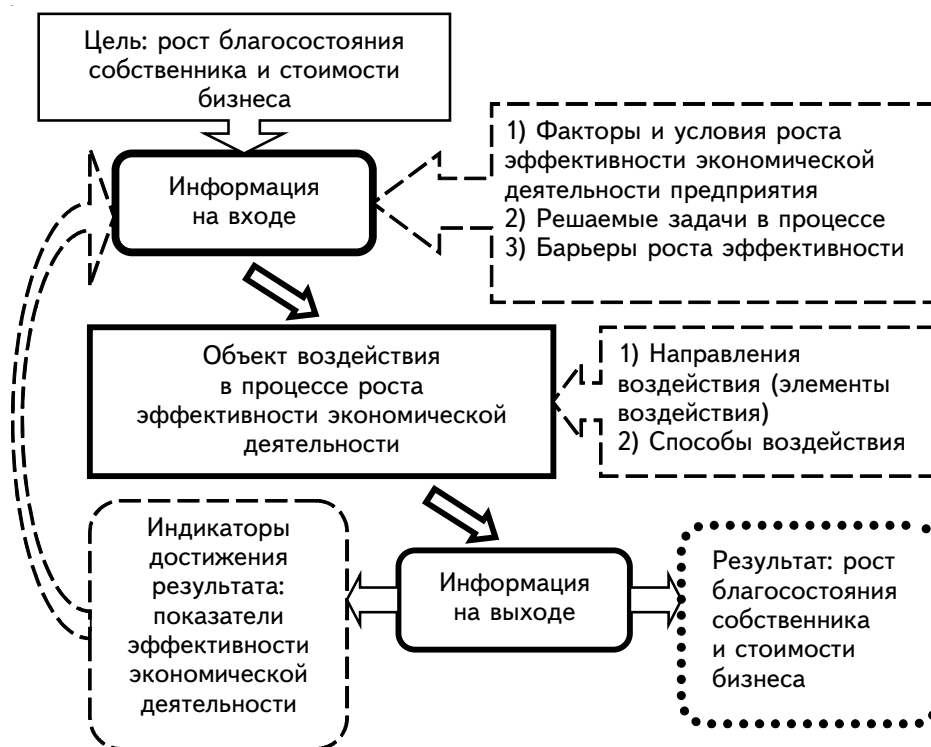 Цель: рост благосостояния
собственника и стоимости
бизнеса
1) Факторы и условия роста
эффективности экономической
деятельности предприятия
2) Решаемые задачи в процессе
3) Барьеры роста эффективности
Информация
на входе
Объект воздействия
в процессе роста
эффективности экономической
деятельности
1) Направления
воздействия (элементы
воздействия)
2) Способы воздействия
Индикаторы
достижения
результата:
показатели
эффективности
экономической
деятельности
Информация
на выходе
Результат: рост
благосостояния
собственника
и стоимости
бизнеса